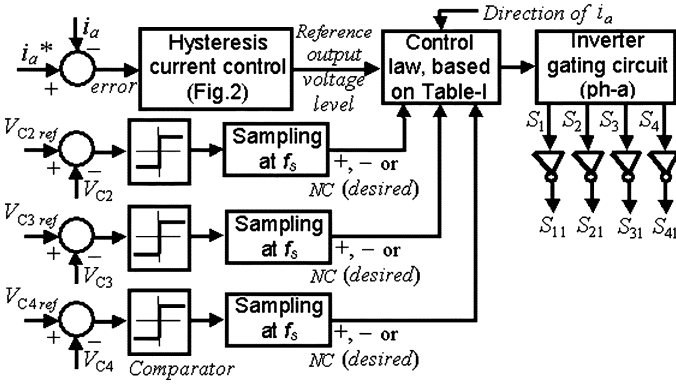 i_a
Direction of i_a
i_a*
−
+
error
Hysteresis
current control
(Fig.2)
Reference
output
voltage
level
Control
law, based
on Table-I
Inverter
gating circuit
(ph-a)
S_1 S_2 S_3 S_4
S_11 S_21 S_31 S_41
V_C2 ref
+
−
V_C2
Sampling
at f_s
+, − or
NC (desired)
V_C3 ref
+
−
V_C3
Sampling
at f_s
+, − or
NC (desired)
V_C4 ref
+
−
V_C4
Comparator
Sampling
at f_s
+, − or
NC (desired)